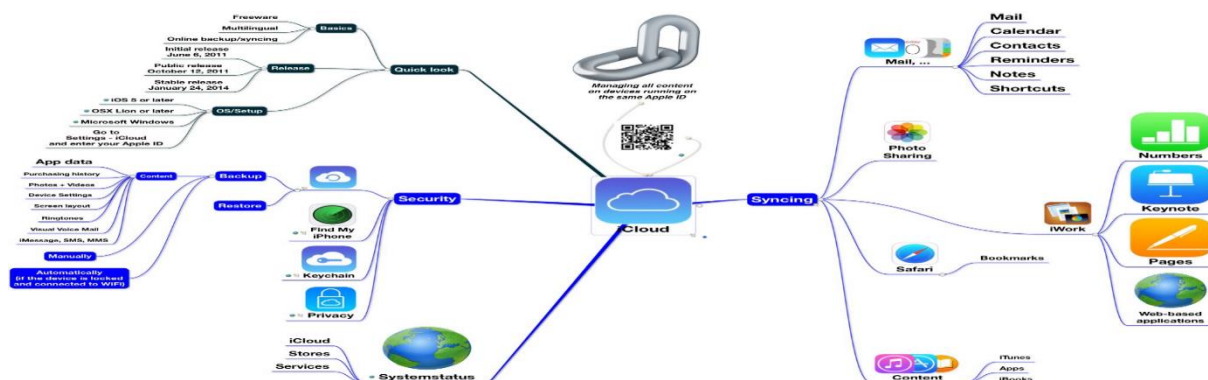 Freeware
Multilingual
Online backup/syncing
Basics
Initial release
June 6, 2011
Public release
October 12, 2011
Stable release
January 24, 2014
Release
iOS 5 or later
OSX Lion or later
Microsoft Windows
Go to
Settings - iCloud
and enter your Apple ID
OS/Setup
Quick look
Managing all content
on devices running on
the same Apple ID
iCloud
App data
Purchasing history
Photos + Videos
Device Settings
Screen layout
Ringtones
Visual Voice Mail
iMessage, SMS, MMS
Content
Manually
Automatically
(if the device is locked
and connected to WiFi)
Backup
Restore
Find My
iPhone
Keychain
Privacy
Security
iCloud
Stores
Services
Systemstatus
Syncing
Mail, ...
Mail
Calendar
Contacts
Reminders
Notes
Shortcuts
Photo
Sharing
iWork
Numbers
Keynote
Pages
Web-based
applications
Safari
Bookmarks
Content
iTunes
Apps
iBooks